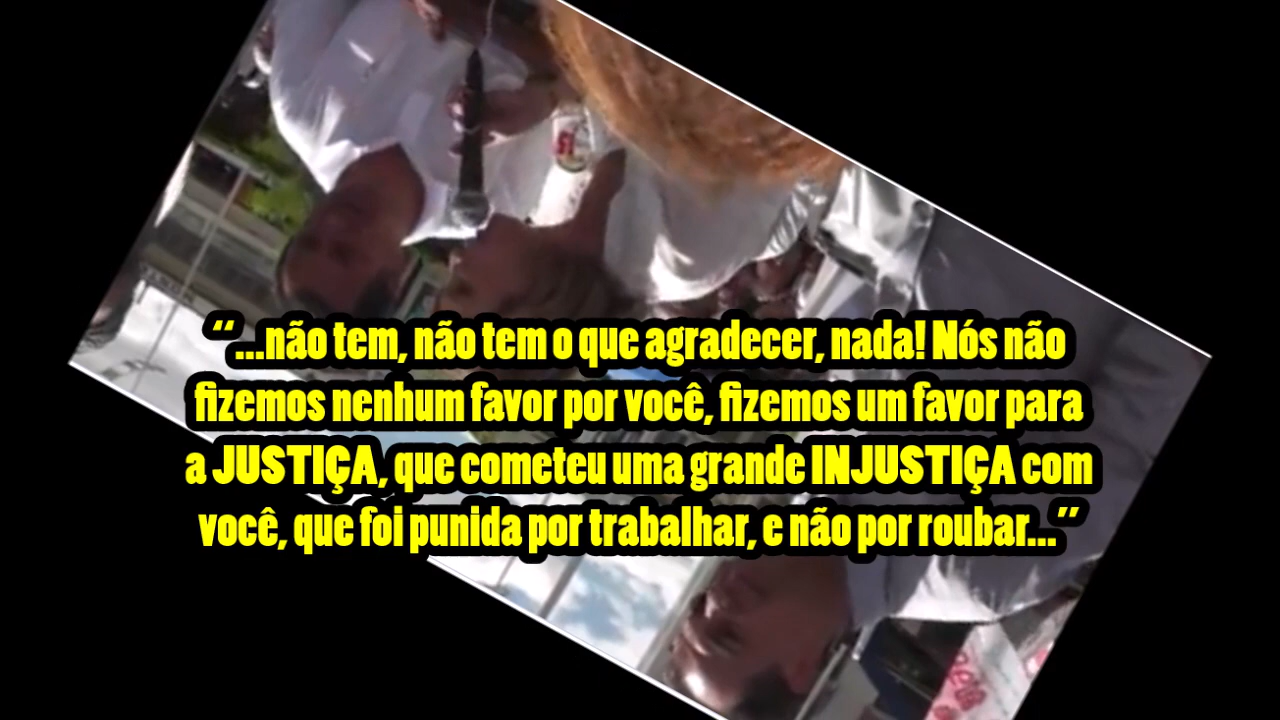 “...não tem, não tem o que agradecer, nada! Nós não
fizemos nenhum favor por você, fizemos um favor para
a JUSTIÇA, que cometeu uma grande INJUSTIÇA com
você, que foi punida por trabalhar, e não por roubar...”